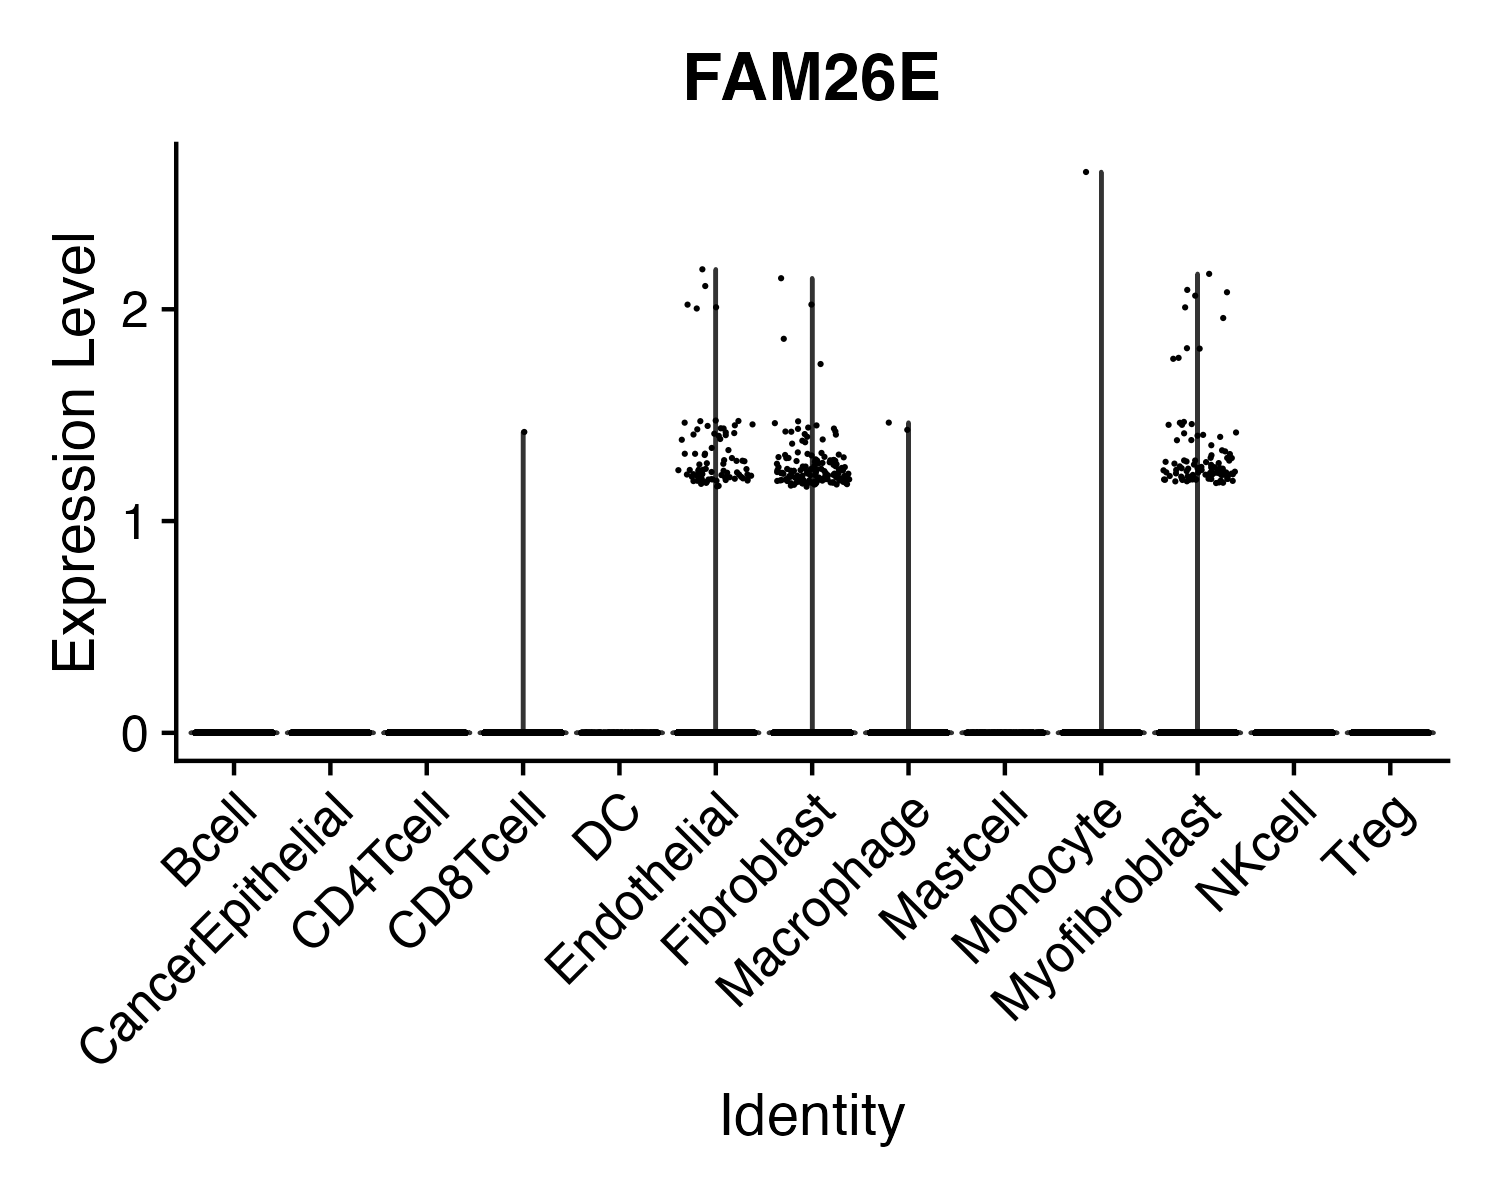 FAM26E
Expression Level
2
1
0
Bcell
CancerEpithelial
CD4Tcell
CD8Tcell
DC
Endothelial
Fibroblast
Macrophage
Mastcell
Monocyte
Myofibroblast
NKcell
Treg
Identity